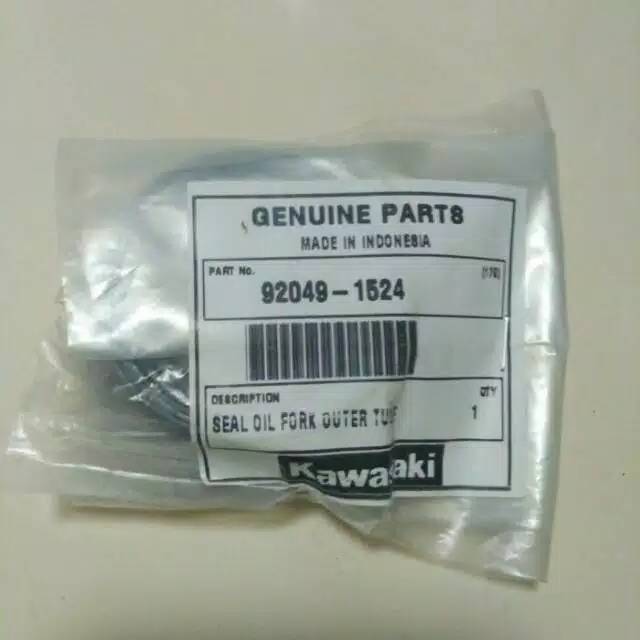 GENUINE PARTS
MADE IN INDONESIA
PART No.
92049-1524
DESCRIPTION QTY
SEAL OIL FORK OUTER 1
Kawasaki